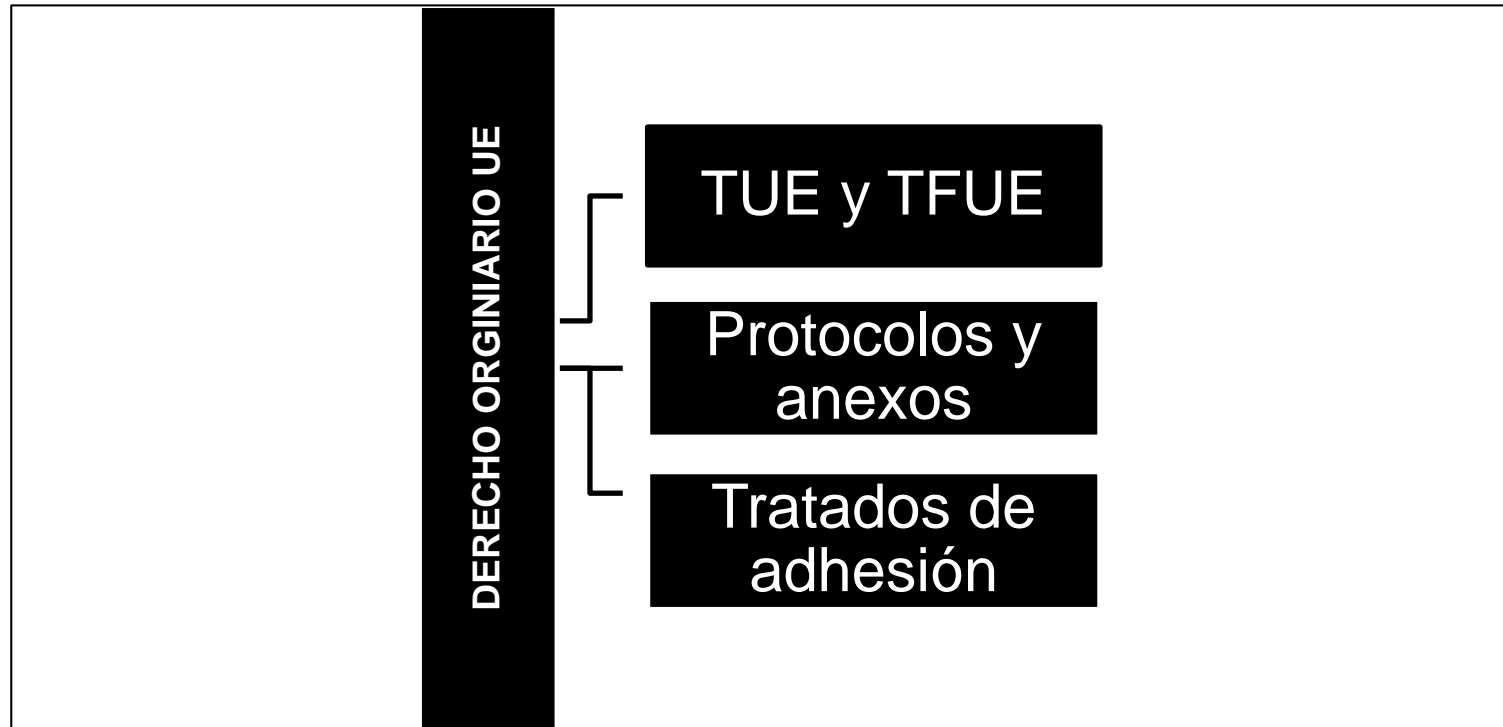 DERECHO ORGINIARIO UE
TUE y TFUE
Protocolos y
anexos
Tratados de
adhesión